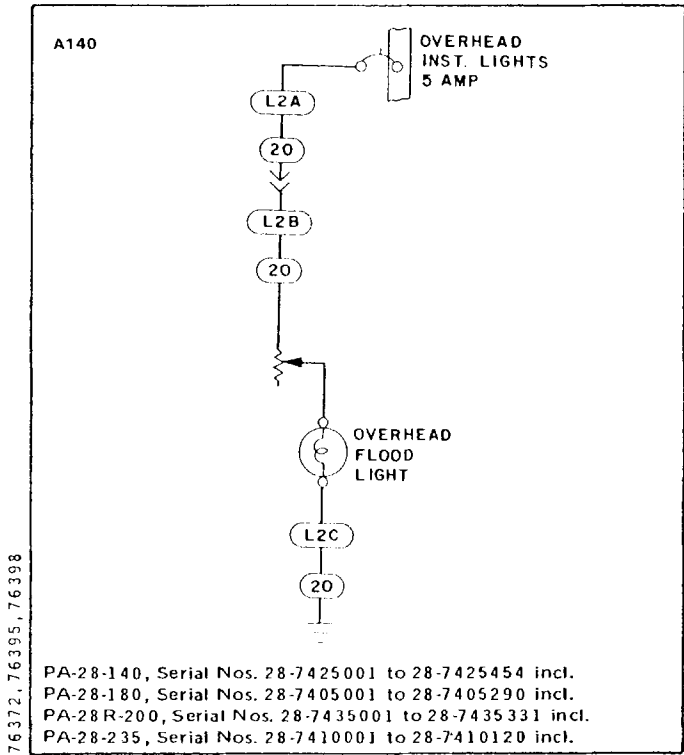 A140
OVERHEAD
INST. LIGHTS
5 AMP
L2A
20
L2B
20
OVERHEAD
FLOOD
LIGHT
L2C
20
76372, 76395, 76398
PA-28-140, Serial Nos. 28-7425001 to 28-7425454 incl.
PA-28-180, Serial Nos. 28-7405001 to 28-7405290 incl.
PA-28R-200, Serial Nos. 28-7435001 to 28-7435331 incl.
PA-28-235, Serial Nos. 28-7410001 to 28-7410120 incl.